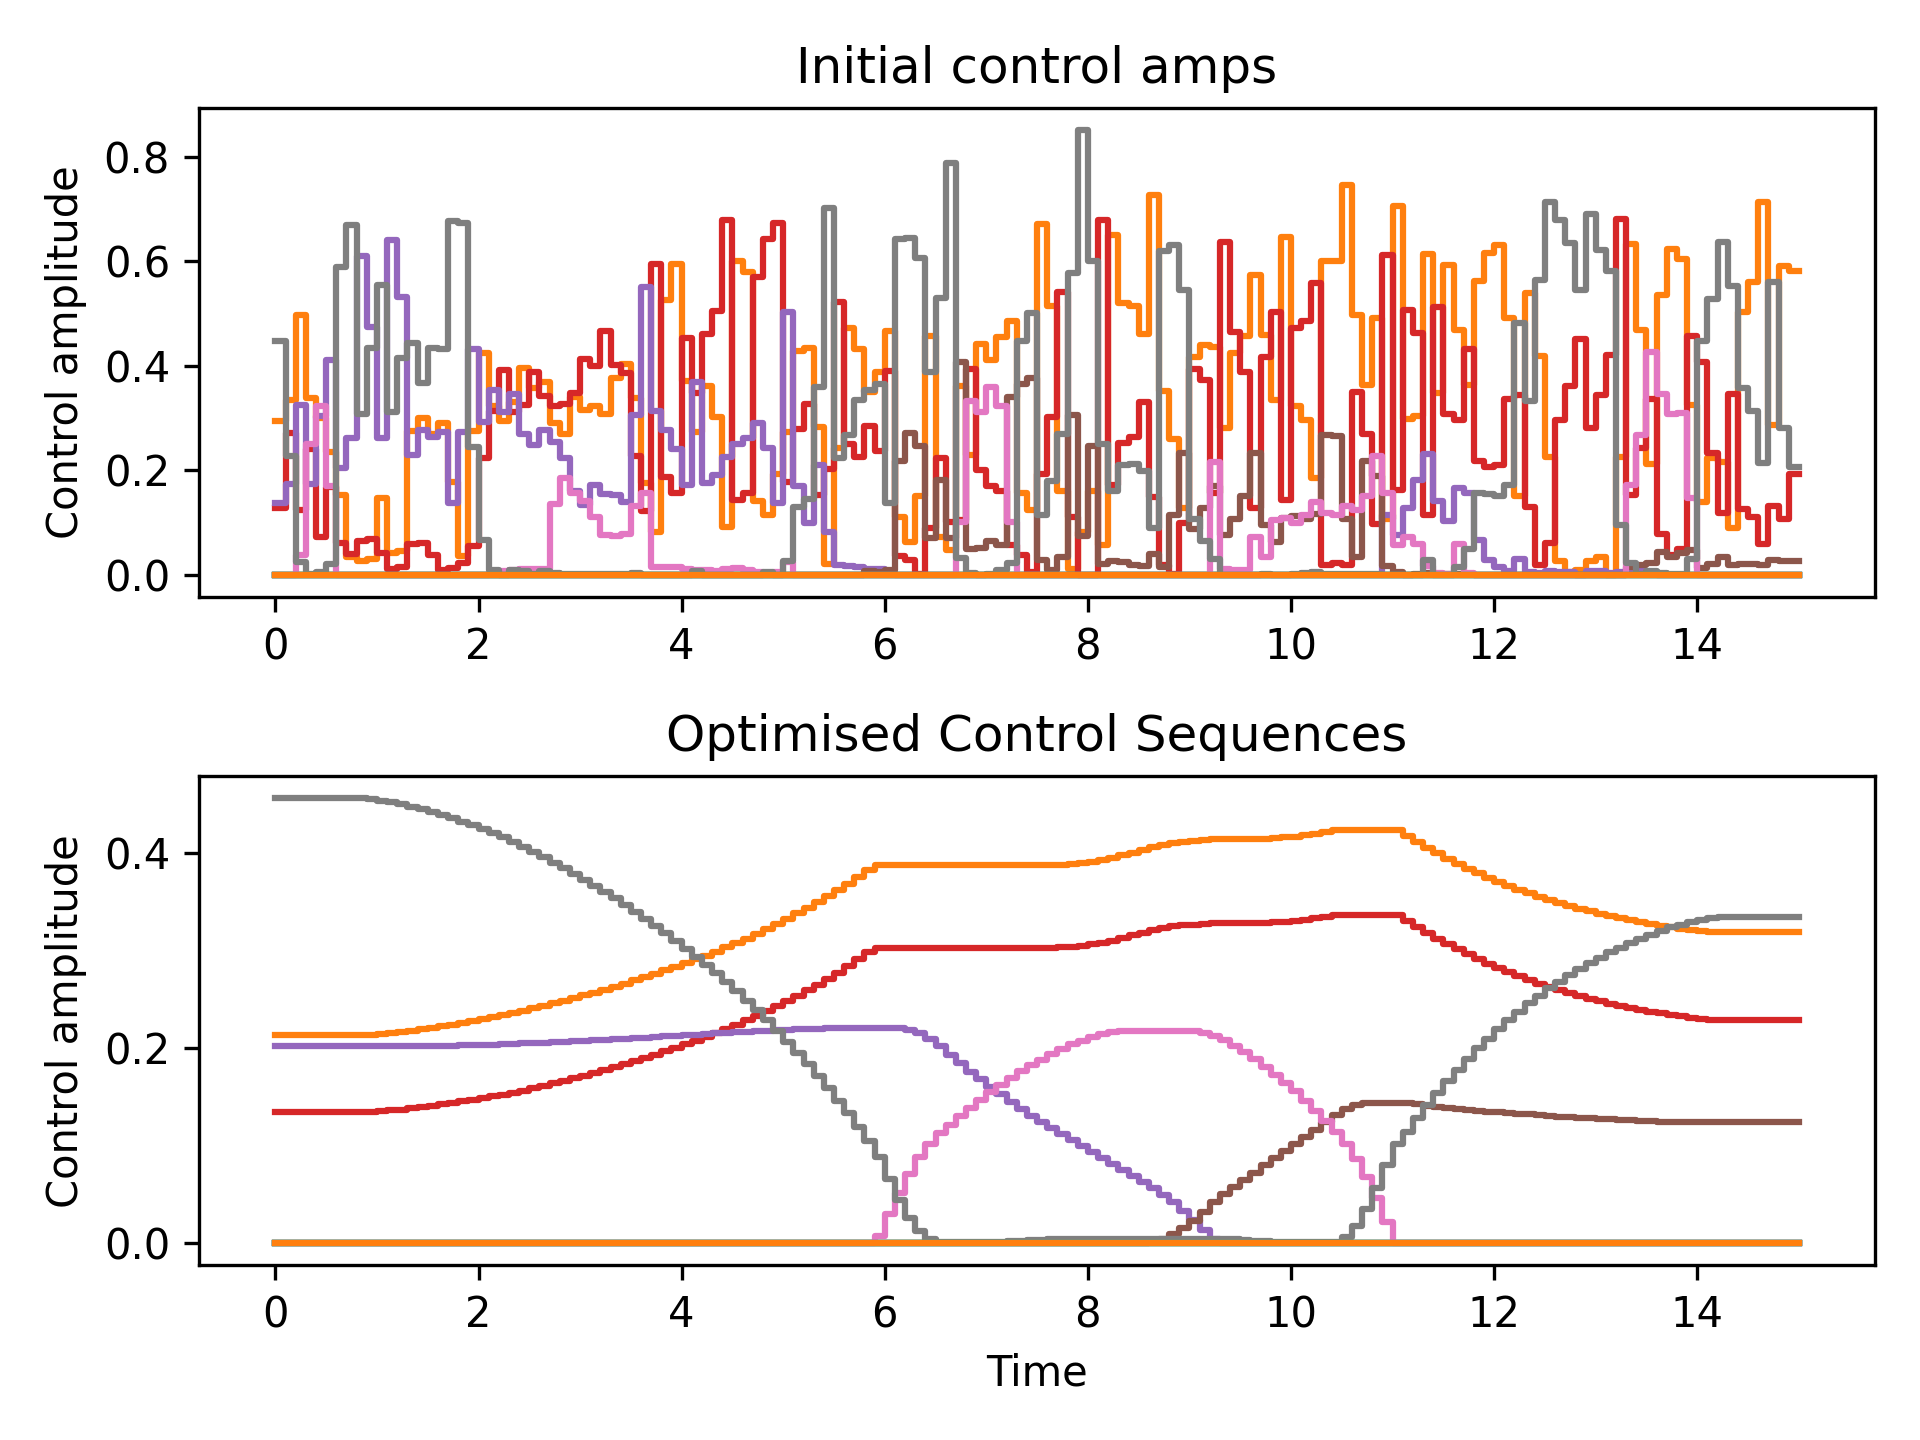 Initial control amps
Control amplitude
0.8
0.6
0.4
0.2
0.0
0 2 4 6 8 10 12 14
Optimised Control Sequences
Control amplitude
0.4
0.2
0.0
0 2 4 6 8 10 12 14
Time